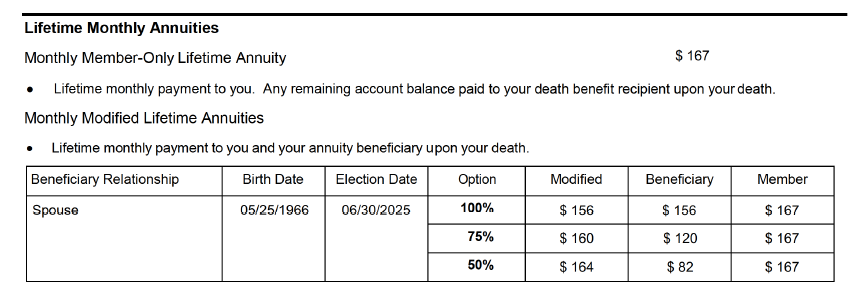 Lifetime Monthly Annuities
Monthly Member-Only Lifetime Annuity $ 167
• Lifetime monthly payment to you. Any remaining account balance paid to your death benefit recipient upon your death.
Monthly Modified Lifetime Annuities
• Lifetime monthly payment to you and your annuity beneficiary upon your death.
Beneficiary Relationship Birth Date Election Date Option Modified Beneficiary Member
Spouse 05/25/1966 06/30/2025 100% $ 156 $ 156 $ 167
75% $ 160 $ 120 $ 167
50% $ 164 $ 82 $ 167